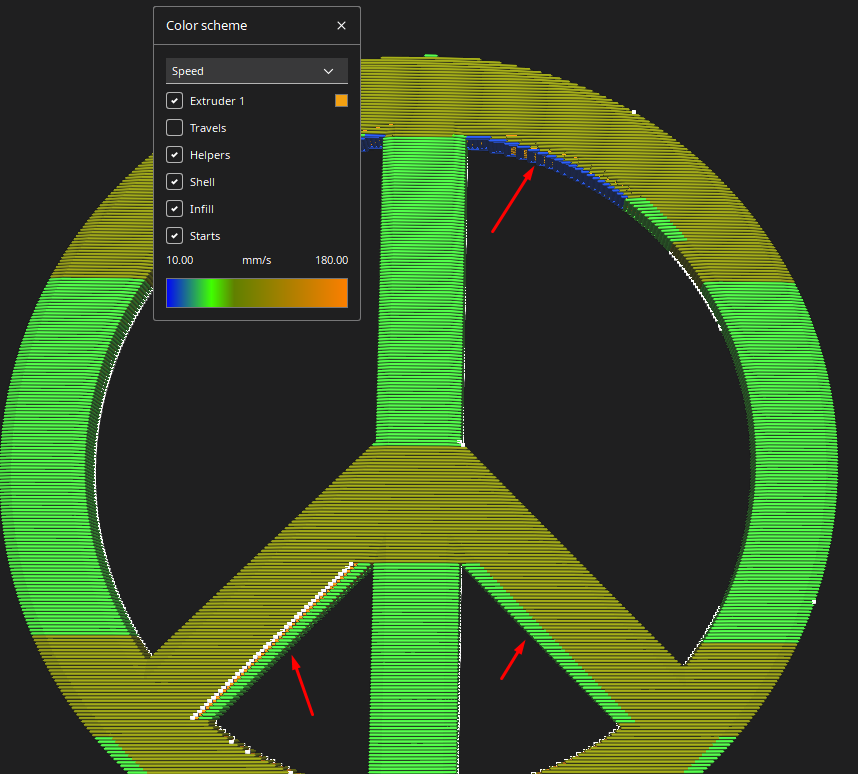 Color scheme
Speed
Extruder 1
Travels
Helpers
Shell
Infill
Starts
10.00 mm/s 180.00